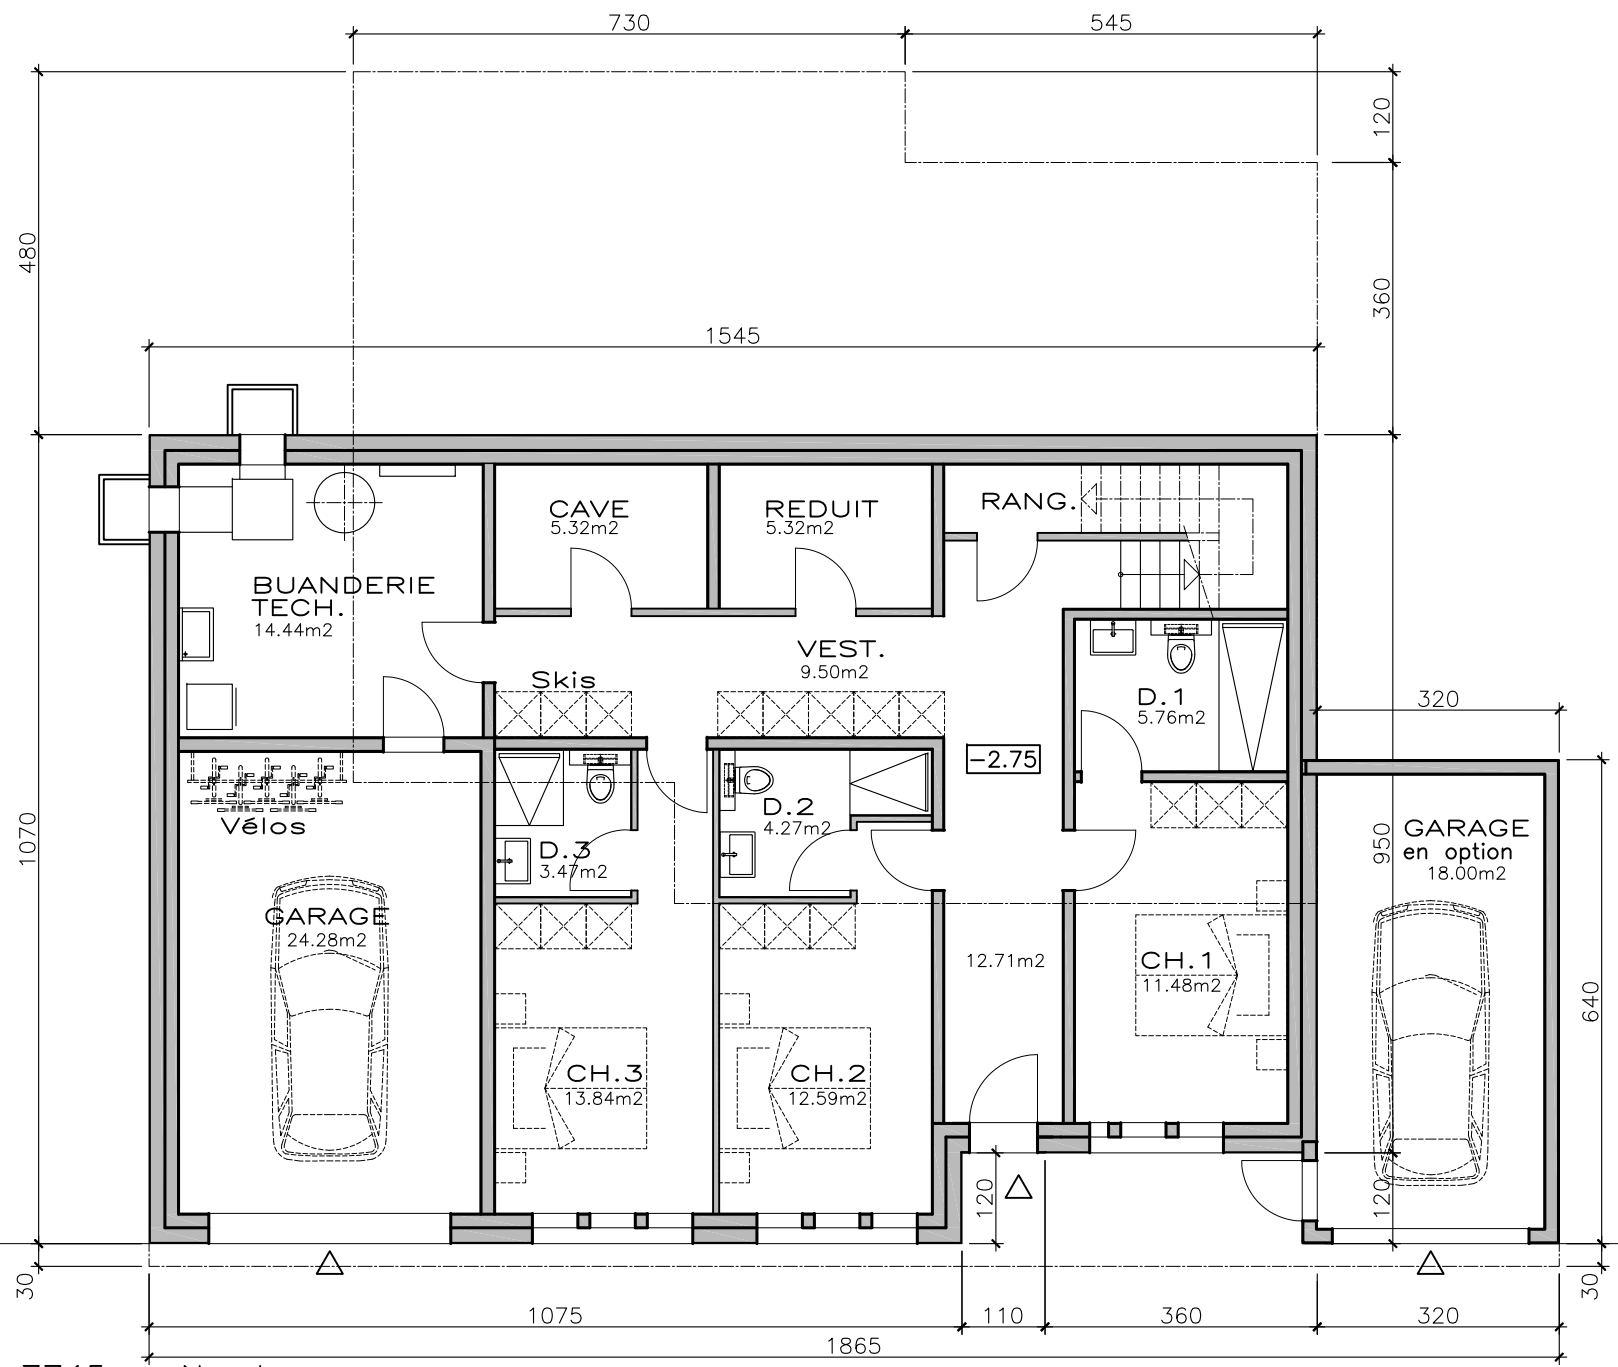 730
545
120
480
360
1545
CAVE
5.32m2
REDUIT
5.32m2
RANG.
BUANDERIE
TECH.
14.44m2
VEST.
9.50m2
Skis
D.1
5.76m2
320
-2.75
Vélos
D.2
4.27m2
D.3
3.47m2
1070
950
GARAGE
en option
18.00m2
GARAGE
24.28m2
12.71m2
CH.1
11.48m2
640
CH.3
13.84m2
CH.2
12.59m2
120
120
30
30
1075
110
360
320
1865